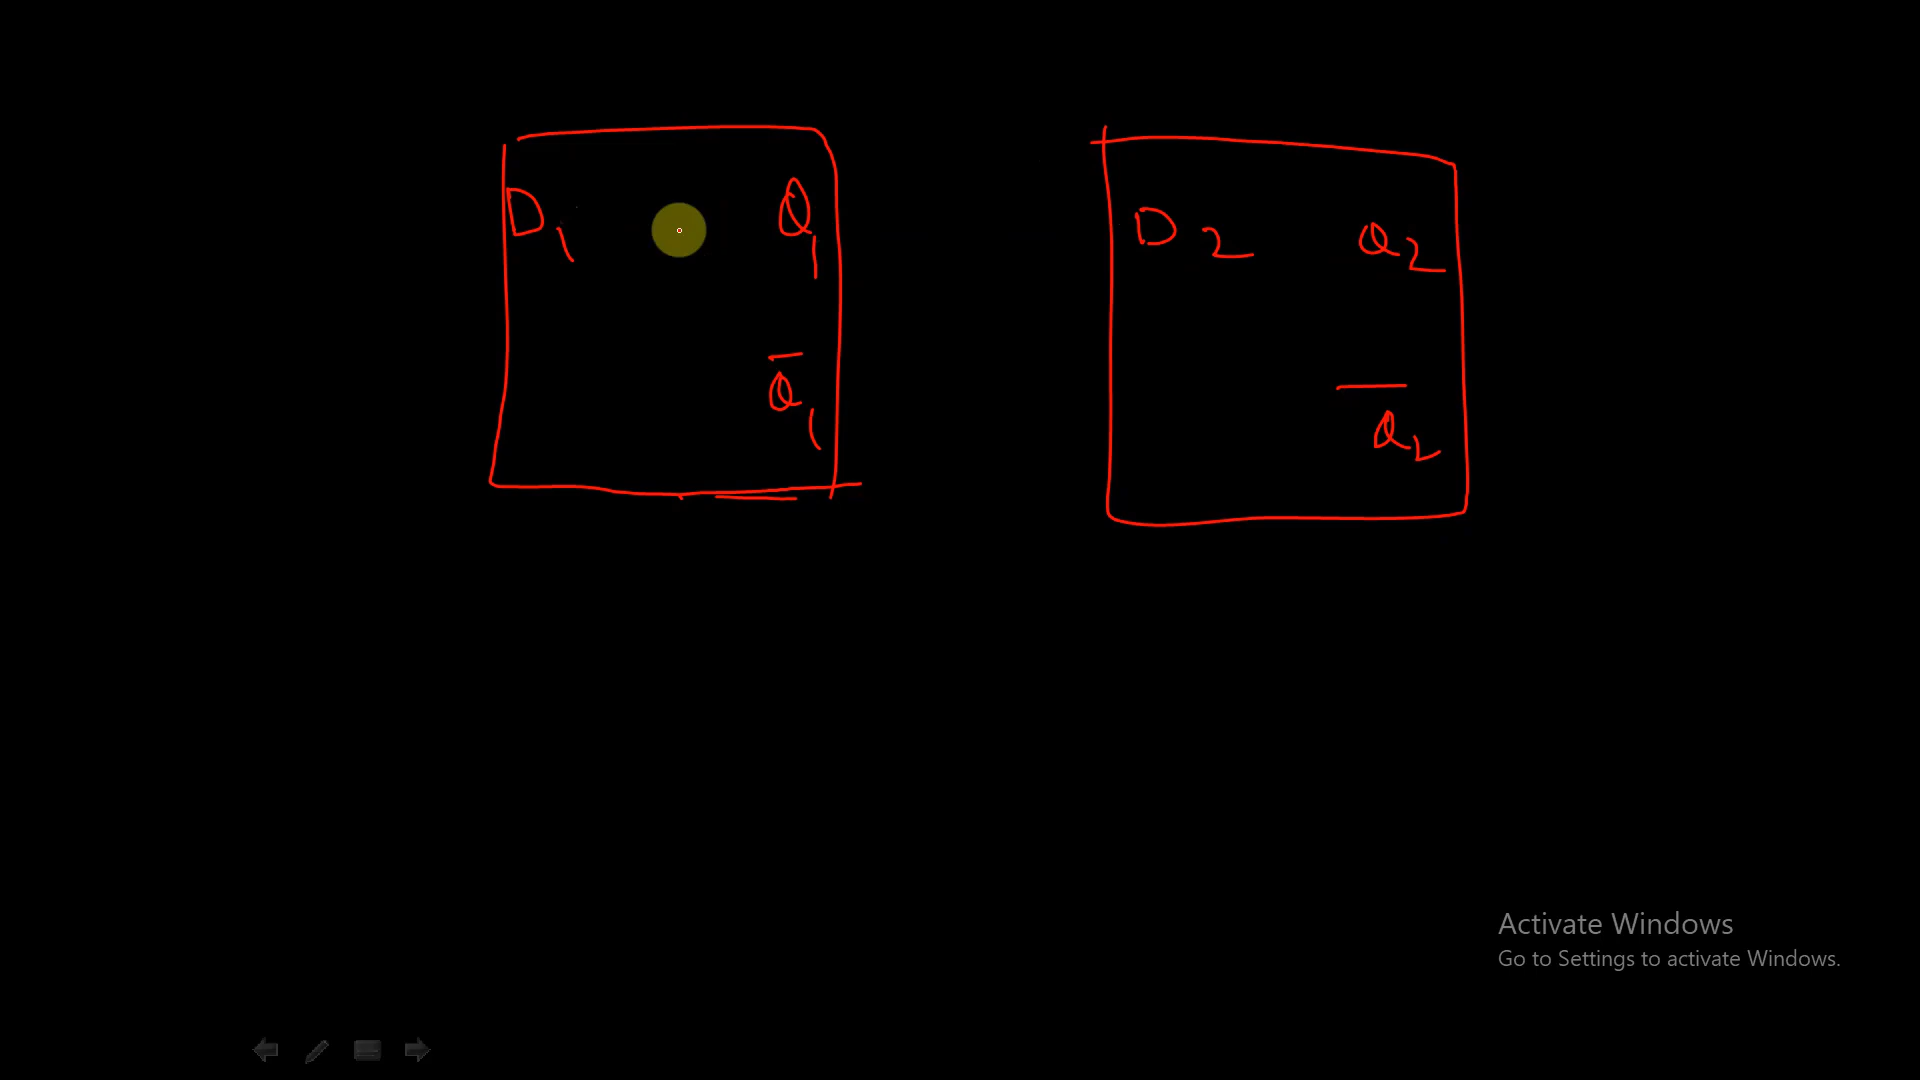 D₁ Q₁
Q̅₁
D₂ Q₂
Q̅₂
Activate Windows
Go to Settings to activate Windows.